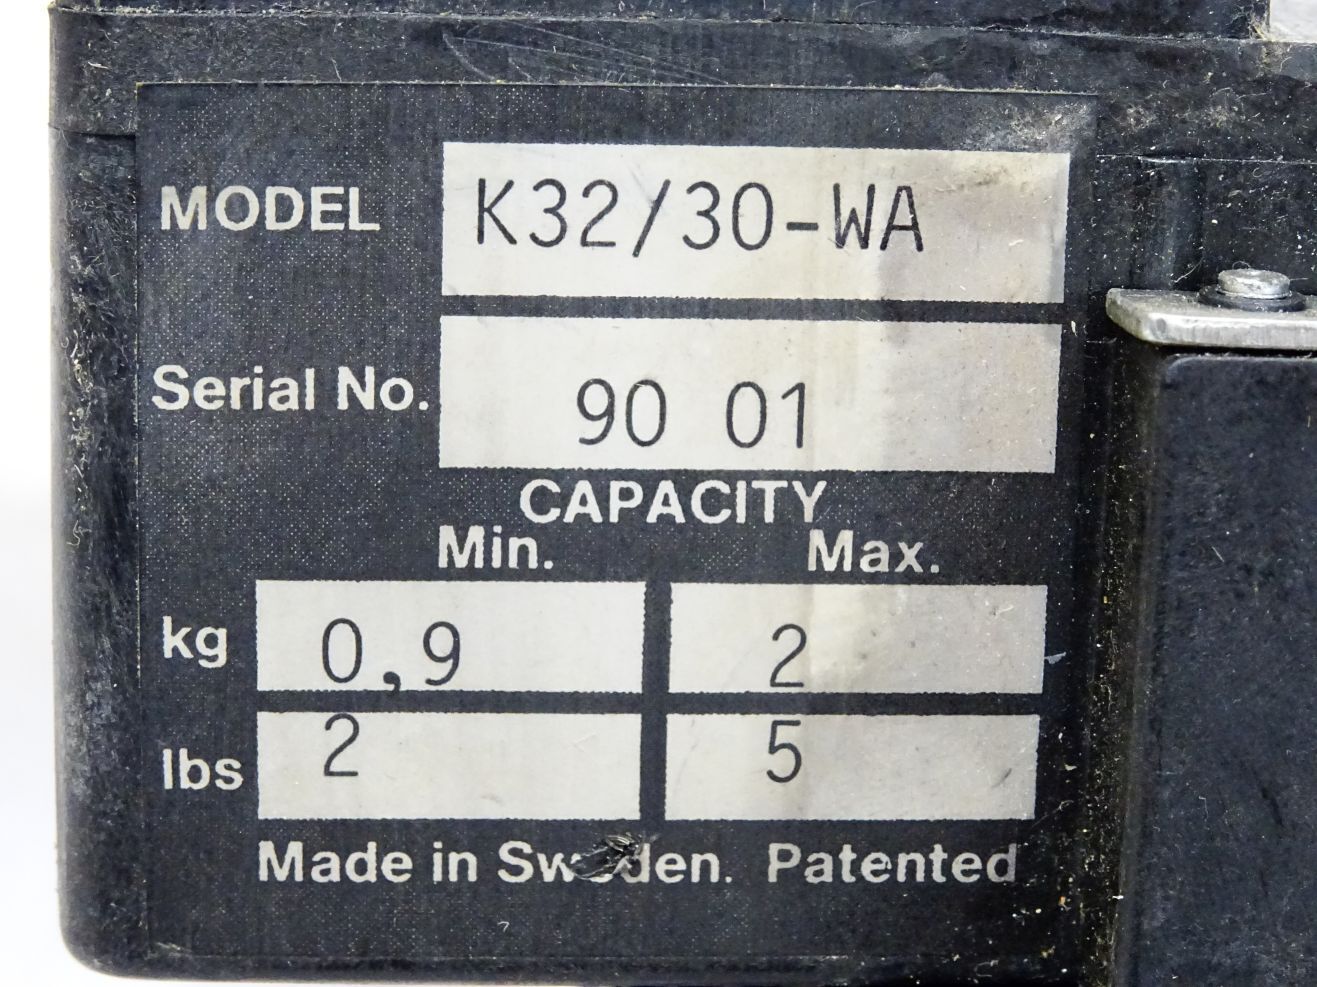 MODEL K32/30-WA
Serial No. 90 01
CAPACITY
Min. Max.
kg 0,9 2
lbs 2 5
Made in Sweden. Patented